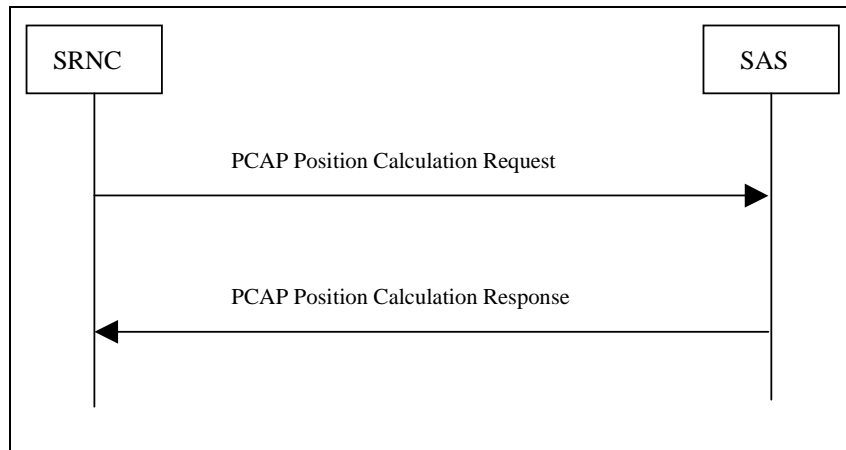 SRNC
SAS
PCAP Position Calculation Request
PCAP Position Calculation Response